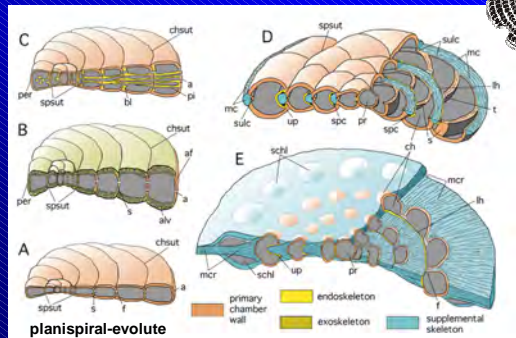 C
chsut
per
spsut
bl
a
pi
B
chsut
af
per
spsut
s
a
alv
A
chsut
a
spsut
s
f
planispiral-evolute
D
spsut
sulc
mc
lh
t
mc
sulc
up
spc
pr
spc
s
ch
E
schl
mcr
lh
mcr
schl
up
pr
f
primary
chamber
wall
endoskeleton
exoskeleton
supplemental
skeleton